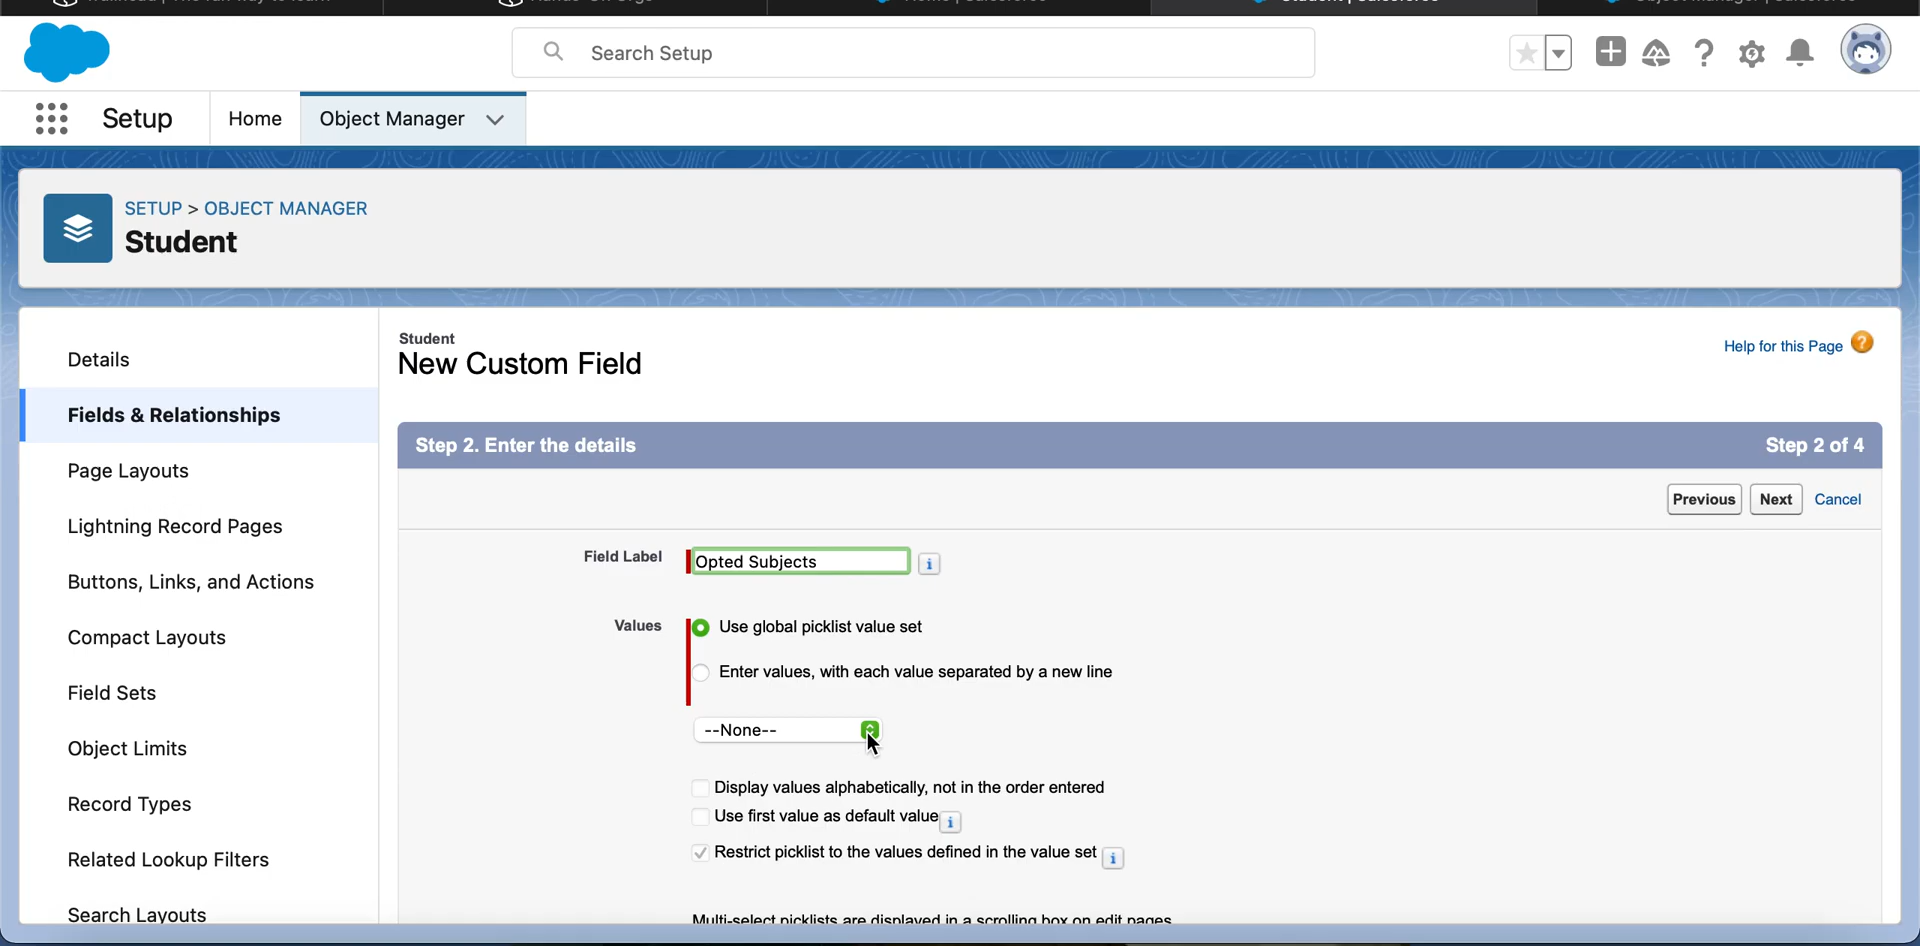 Search Setup
Setup
Home
Object Manager
SETUP > OBJECT MANAGER
Student
Details
Fields & Relationships
Page Layouts
Lightning Record Pages
Buttons, Links, and Actions
Compact Layouts
Field Sets
Object Limits
Record Types
Related Lookup Filters
Search Layouts
Student
New Custom Field
Help for this Page
Step 2. Enter the details
Step 2 of 4
Previous
Next
Cancel
Field Label
Opted Subjects
Values
Use global picklist value set
Enter values, with each value separated by a new line
--None--
Display values alphabetically, not in the order entered
Use first value as default value
Restrict picklist to the values defined in the value set
Multi-select picklists are displayed in a scrolling box on edit pages